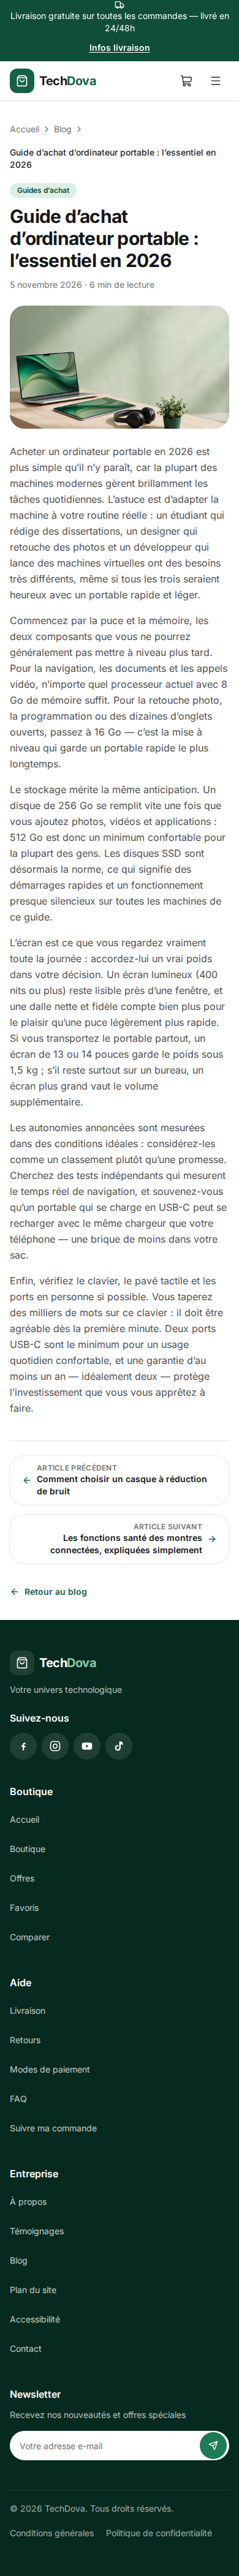 Livraison gratuite sur toutes les commandes — livré en
24/48h
Infos livraison
TechDova
Accueil > Blog >
Guide d’achat d’ordinateur portable : l’essentiel en
2026
Guides d’achat
Guide d’achat
d’ordinateur portable :
l’essentiel en 2026
5 novembre 2026 · 6 min de lecture
Acheter un ordinateur portable en 2026 est
plus simple qu’il n’y paraît, car la plupart des
machines modernes gèrent brillamment les
tâches quotidiennes. L’astuce est d’adapter la
machine à votre routine réelle : un étudiant qui
rédige des dissertations, un designer qui
retouche des photos et un développeur qui
lance des machines virtuelles ont des besoins
très différents, même si tous les trois seraient
heureux avec un portable rapide et léger.
Commencez par la puce et la mémoire, les
deux composants que vous ne pourrez
généralement pas mettre à niveau plus tard.
Pour la navigation, les documents et les appels
vidéo, n’importe quel processeur actuel avec 8
Go de mémoire suffit. Pour la retouche photo,
la programmation ou des dizaines d’onglets
ouverts, passez à 16 Go — c’est la mise à
niveau qui garde un portable rapide le plus
longtemps.
Le stockage mérite la même anticipation. Un
disque de 256 Go se remplit vite une fois que
vous ajoutez photos, vidéos et applications :
512 Go est donc un minimum confortable pour
la plupart des gens. Les disques SSD sont
désormais la norme, ce qui signifie des
démarrages rapides et un fonctionnement
presque silencieux sur toutes les machines de
ce guide.
L’écran est ce que vous regardez vraiment
toute la journée : accordez-lui un vrai poids
dans votre décision. Un écran lumineux (400
nits ou plus) reste lisible près d’une fenêtre, et
une dalle nette et fidèle compte bien plus pour
le plaisir qu’une puce légèrement plus rapide.
Si vous transportez le portable partout, un
écran de 13 ou 14 pouces garde le poids sous
1,5 kg ; s’il reste surtout sur un bureau, un
écran plus grand vaut le volume
supplémentaire.
Les autonomies annoncées sont mesurées
dans des conditions idéales : considérez-les
comme un classement plutôt qu’une promesse.
Cherchez des tests indépendants qui mesurent
le temps réel de navigation, et souvenez-vous
qu’un portable qui se charge en USB-C peut se
recharger avec le même chargeur que votre
téléphone — une brique de moins dans votre
sac.
Enfin, vérifiez le clavier, le pavé tactile et les
ports en personne si possible. Vous taperez
des milliers de mots sur ce clavier : il doit être
agréable dès la première minute. Deux ports
USB-C sont le minimum pour un usage
quotidien confortable, et une garantie d’au
moins un an — idéalement deux — protège
l’investissement que vous vous apprêtez à
faire.
ARTICLE PRÉCÉDENT
Comment choisir un casque à réduction
de bruit
ARTICLE SUIVANT
Les fonctions santé des montres
connectées, expliquées simplement
Retour au blog
TechDova
Votre univers technologique
Suivez-nous
Boutique
Accueil
Boutique
Offres
Favoris
Comparer
Aide
Livraison
Retours
Modes de paiement
FAQ
Suivre ma commande
Entreprise
À propos
Témoignages
Blog
Plan du site
Accessibilité
Contact
Newsletter
Recevez nos nouveautés et offres spéciales
Votre adresse e-mail
© 2026 TechDova. Tous droits réservés.
Conditions générales Politique de confidentialité